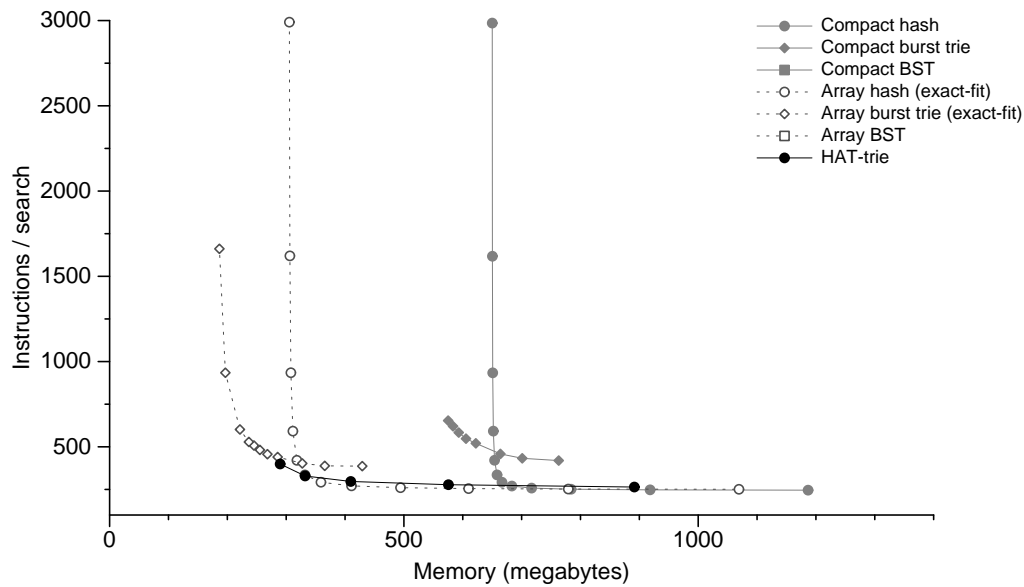 3000
2500
2000
1500
1000
500
0
500
1000
Instructions / search
Memory (megabytes)
Compact hash
Compact burst trie
Compact BST
Array hash (exact-fit)
Array burst trie (exact-fit)
Array BST
HAT-trie